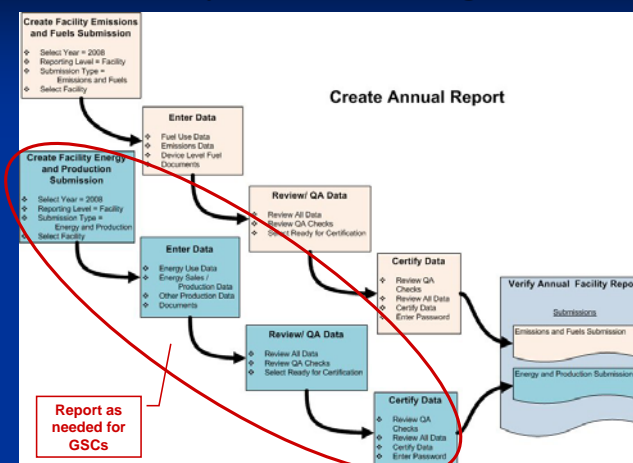 Create Facility Emissions
and Fuels Submission
❖ Select Year = 2008
❖ Reporting Level = Facility
❖ Submission Type =
Emissions and Fuels
❖ Select Facility
Create Annual Report
Enter Data
❖ Fuel Use Data
❖ Emissions Data
❖ Device Level Fuel
❖ Documents
Create Facility Energy
and Production
Submission
❖ Select Year = 2008
❖ Reporting Level = Facility
❖ Submission Type =
Energy and Production
❖ Select Facility
Review/ QA Data
❖ Review All Data
❖ Review QA Checks
❖ Select Ready for Certification
Enter Data
❖ Energy Use Data
❖ Energy Sales /
Production Data
❖ Other Production Data
❖ Documents
Certify Data
❖ Review QA
Checks
❖ Review All Data
❖ Certify Data
❖ Enter Password
Verify Annual Facility Repo
Submissions
Emissions and Fuels Submission
Energy and Production Submission
Review/ QA Data
❖ Review All Data
❖ Review QA Checks
❖ Select Ready for Certification
Report as
needed for
GSCs
Certify Data
❖ Review QA
Checks
❖ Review All Data
❖ Certify Data
❖ Enter Password